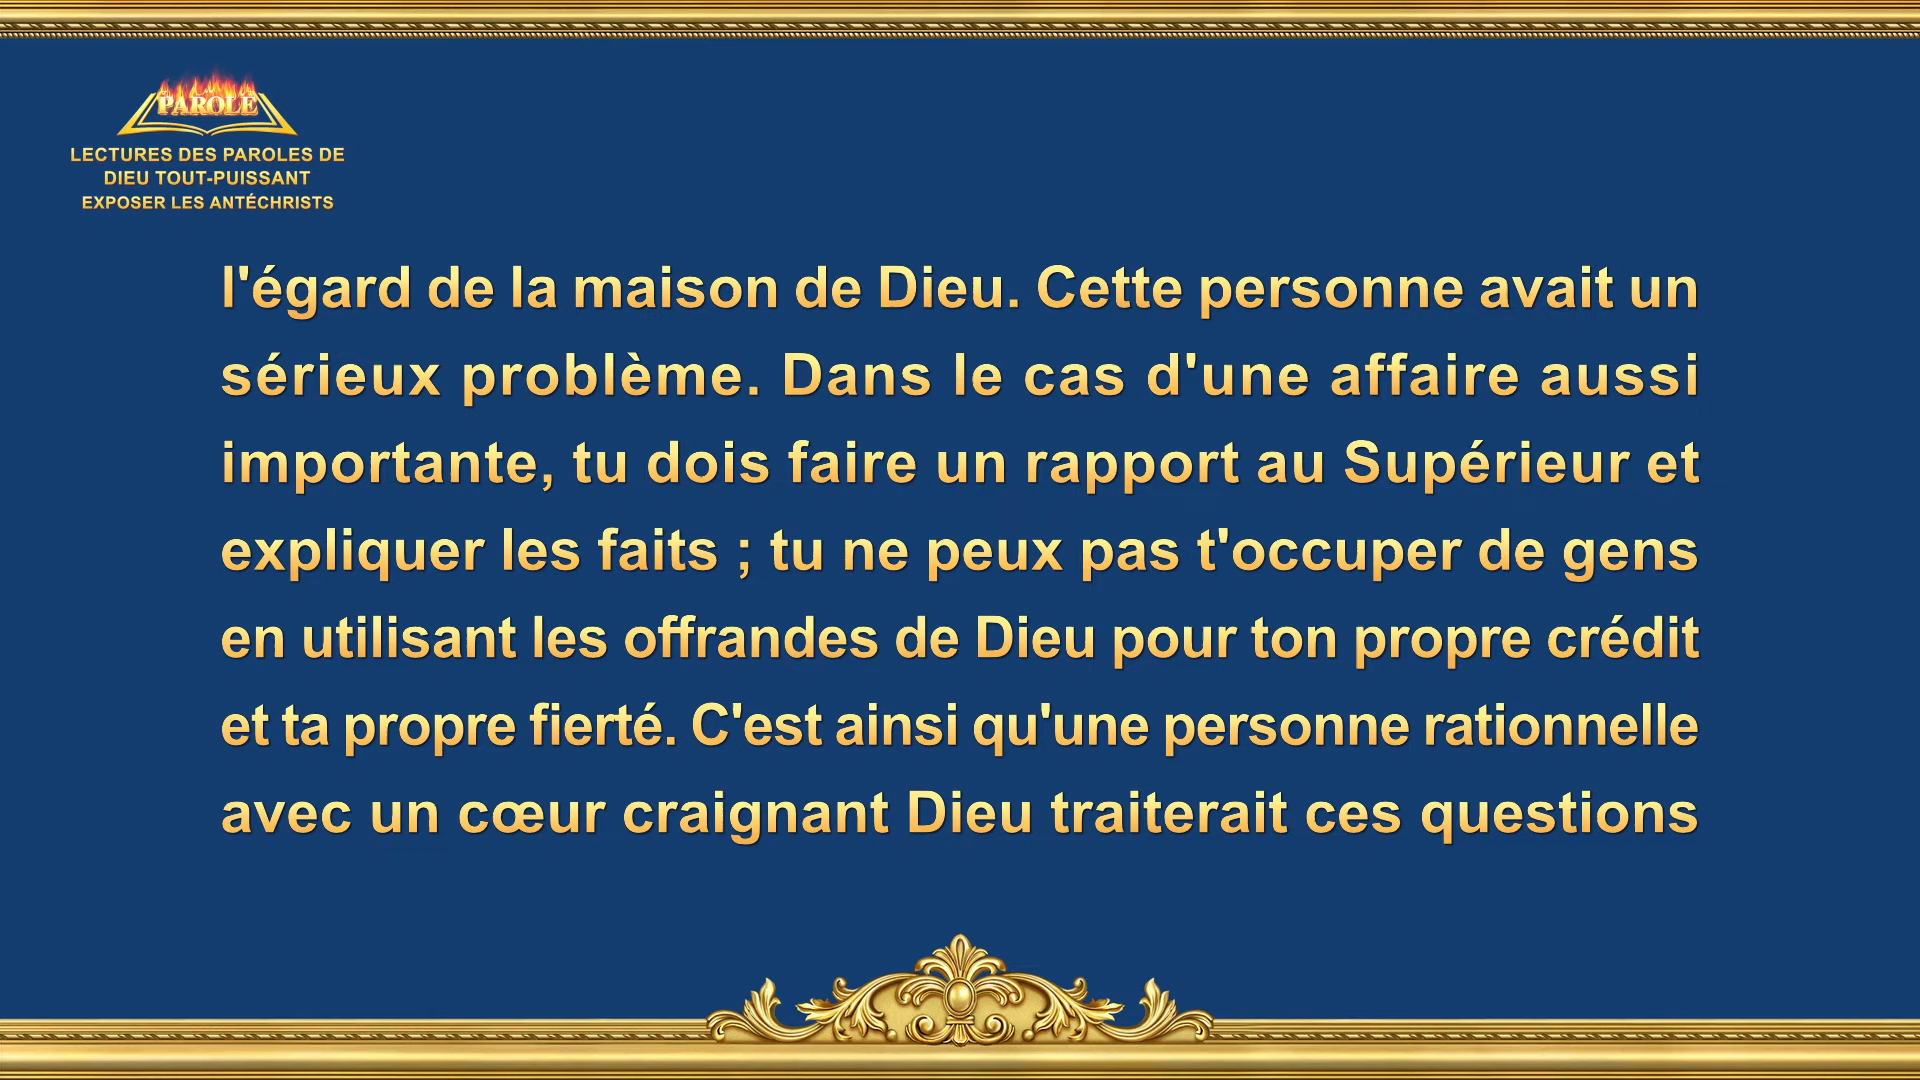 PAROLE
LECTURES DES PAROLES DE
DIEU TOUT-PUISSANT
EXPOSER LES ANTÉCHRISTS
l'égard de la maison de Dieu. Cette personne avait un
sérieux problème. Dans le cas d'une affaire aussi
importante, tu dois faire un rapport au Supérieur et
expliquer les faits ; tu ne peux pas t'occuper de gens
en utilisant les offrandes de Dieu pour ton propre crédit
et ta propre fierté. C'est ainsi qu'une personne rationnelle
avec un cœur craignant Dieu traiterait ces questions